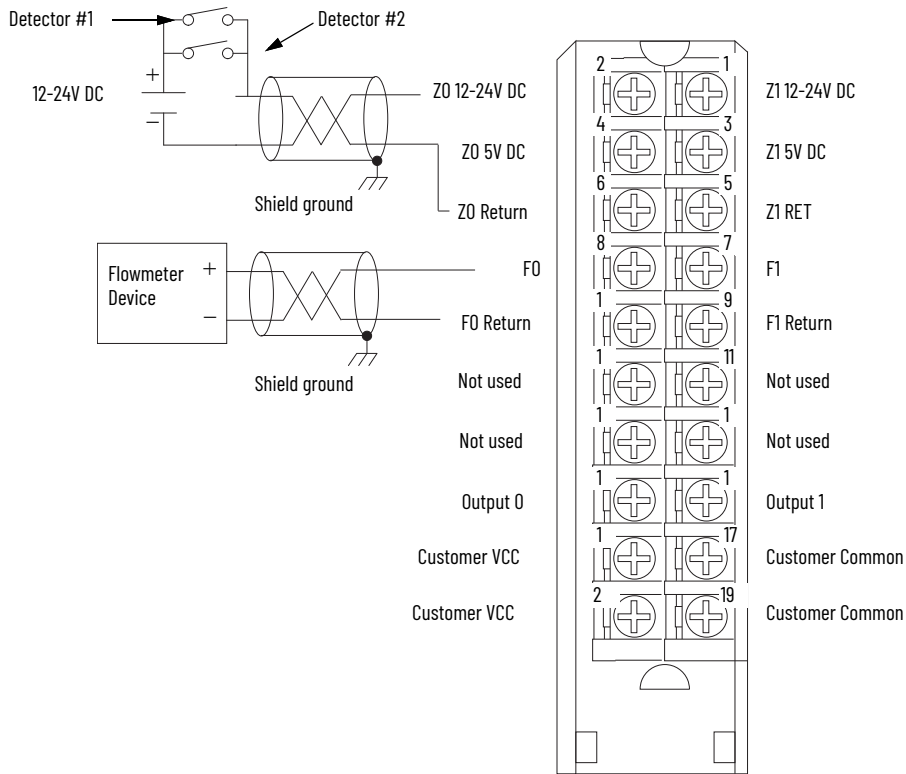 Detector #1
Detector #2
+
12-24V DC
−
Z0 12-24V DC
Z0 5V DC
Shield ground
Z0 Return
Flowmeter
Device
+
−
F0
F0 Return
Shield ground
Not used
Not used
Output 0
Customer VCC
Customer VCC
2 1
4 3
6 5
8 7
1 9
1 11
1 1
1 1
1 17
2 19
Z1 12-24V DC
Z1 5V DC
Z1 RET
F1
F1 Return
Not used
Not used
Output 1
Customer Common
Customer Common